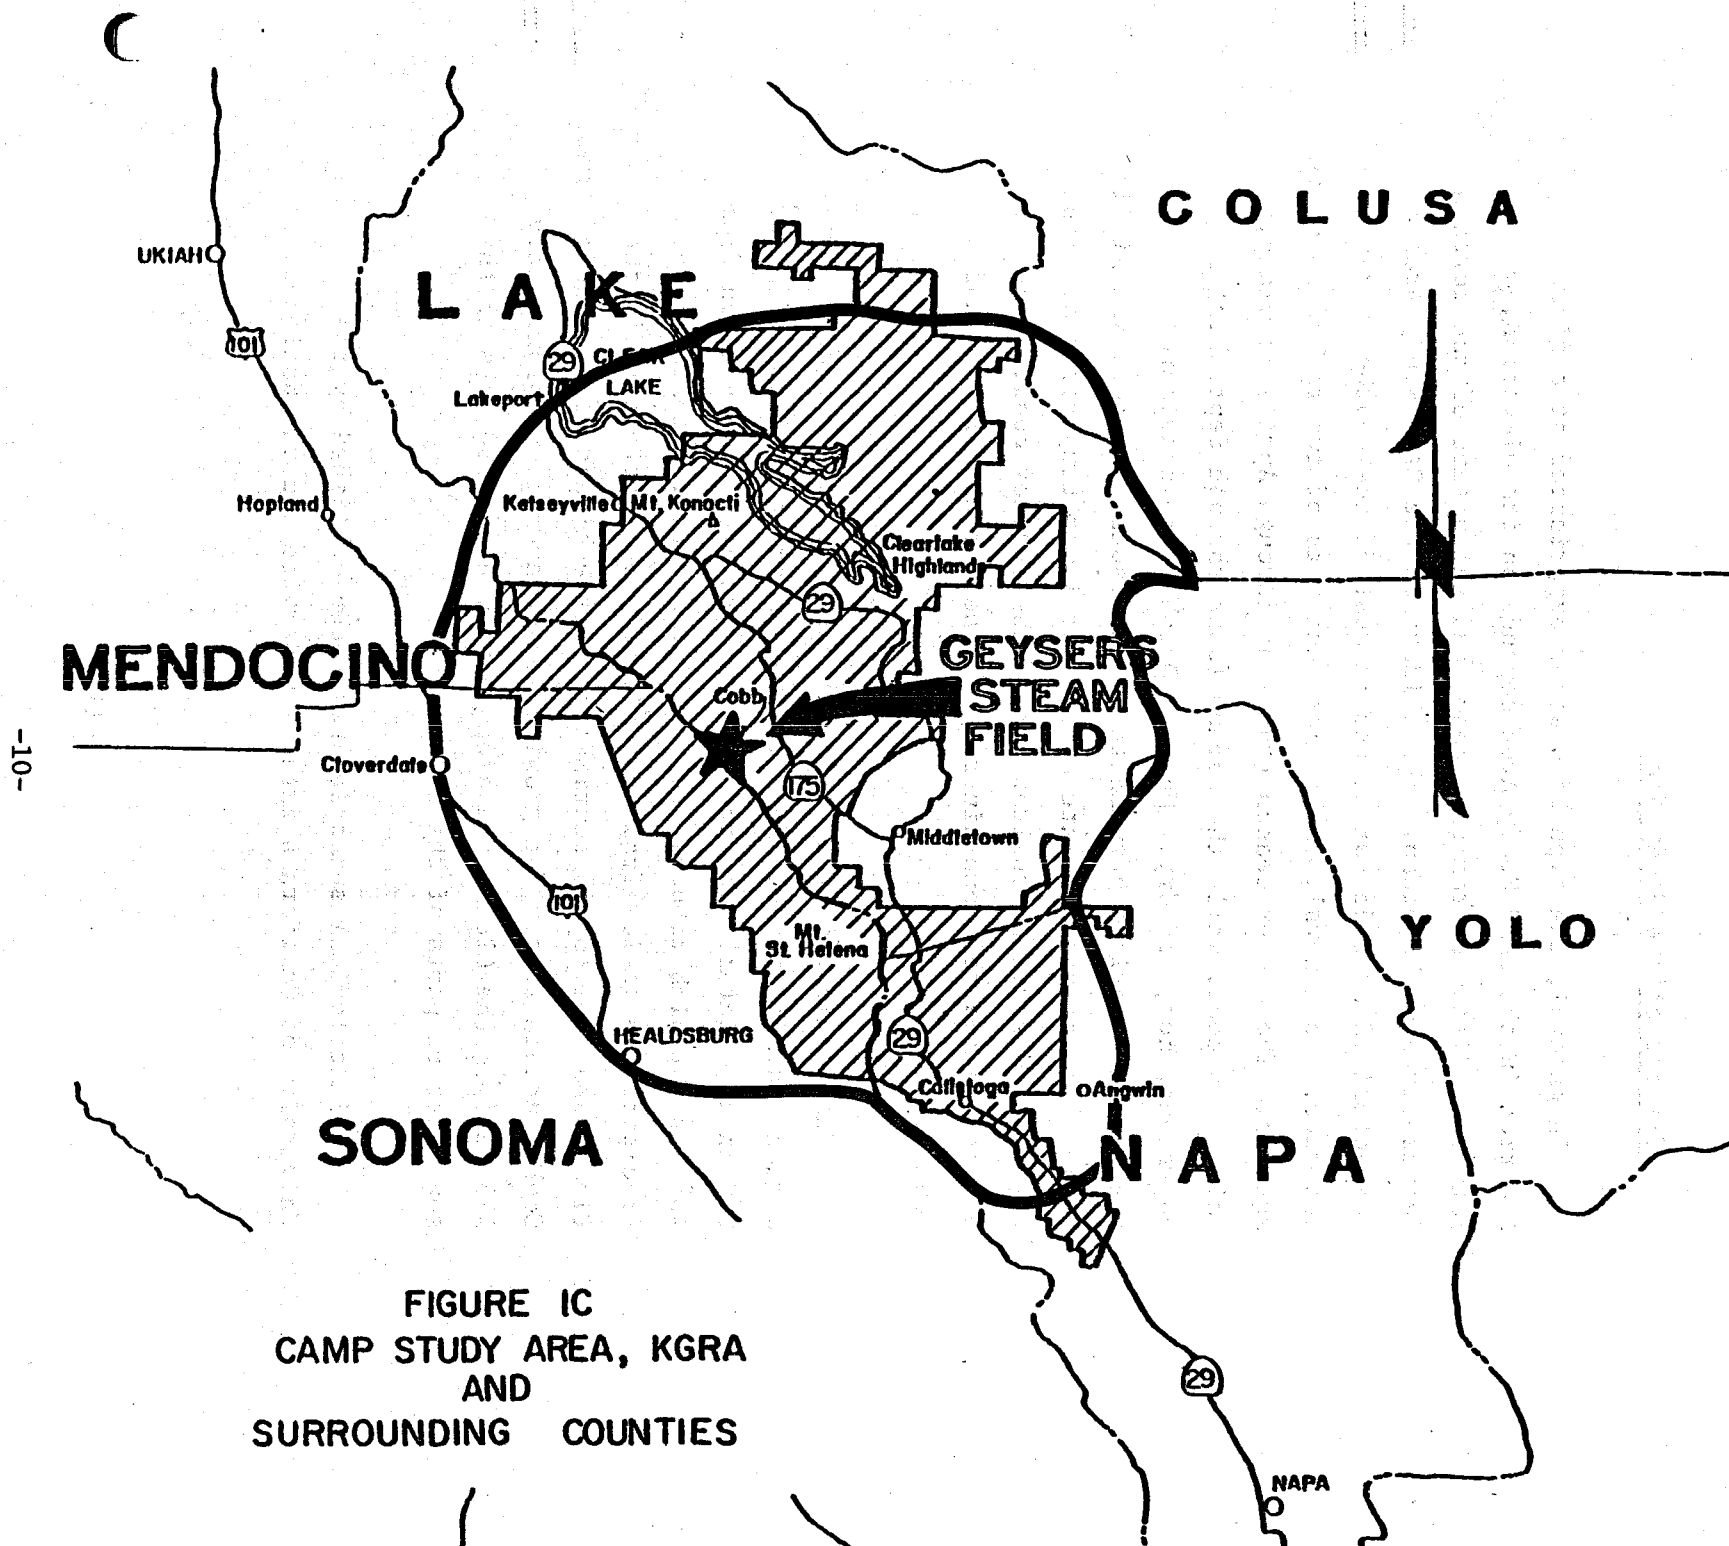 COLUSA
UKIAH
LAKE
101
29
CLEAR
LAKE
Lakeport
Hopland
Kelseyville
Mt. Konocti
Clearlake
Highland
29
MENDOCINO
GEYSERS
STEAM
FIELD
Cobb
N
-10-
Cloverdale
175
Middletown
101
YOLO
Mt.
St. Helena
HEALDSBURG
29
Calistoga
Angwin
SONOMA
NAPA
FIGURE 1C
CAMP STUDY AREA, KGRA
AND
SURROUNDING COUNTIES
29
NAPA